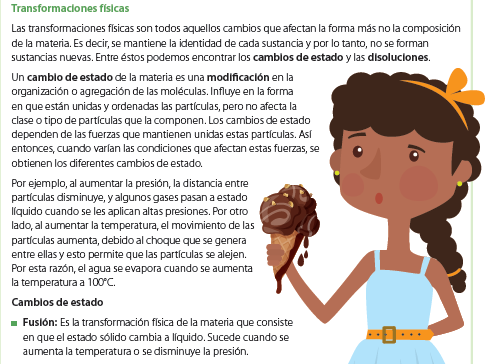 Transformaciones físicas
Las transformaciones físicas son todos aquellos cambios que afectan la forma más no la composición
de la materia. Es decir, se mantiene la identidad de cada sustancia y por lo tanto, no se forman
sustancias nuevas. Entre éstos podemos encontrar los cambios de estado y las disoluciones.
Un cambio de estado de la materia es una modificación en la
organización o agregación de las moléculas. Influye en la forma
en que están unidas y ordenadas las partículas, pero no afecta la
clase o tipo de partículas que la componen. Los cambios de estado
dependen de las fuerzas que mantienen unidas estas partículas. Así
entonces, cuando varían las condiciones que afectan estas fuerzas, se
obtienen los diferentes cambios de estado.
Por ejemplo, al aumentar la presión, la distancia entre
partículas disminuye, y algunos gases pasan a estado
líquido cuando se les aplican altas presiones. Por otro
lado, al aumentar la temperatura, el movimiento de las
partículas aumenta, debido al choque que se genera
entre ellas y esto permite que las partículas se alejen.
Por esta razón, el agua se evapora cuando se aumenta
la temperatura a 100°C.
Cambios de estado
Fusión: Es la transformación física de la materia que consiste
en que el estado sólido cambia a líquido. Sucede cuando se
aumenta la temperatura o se disminuye la presión.